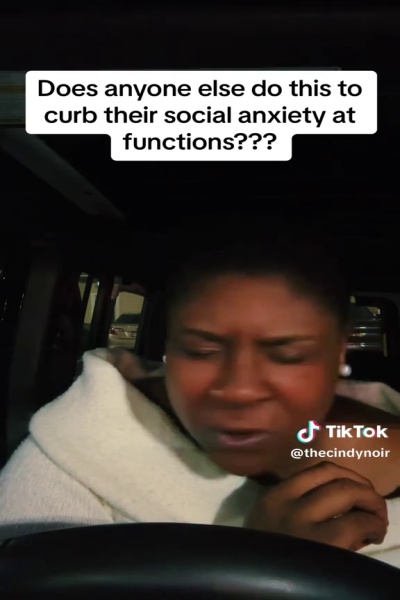 Does anyone else do this to
curb their social anxiety at
functions???
TikTok
@thecindynoir